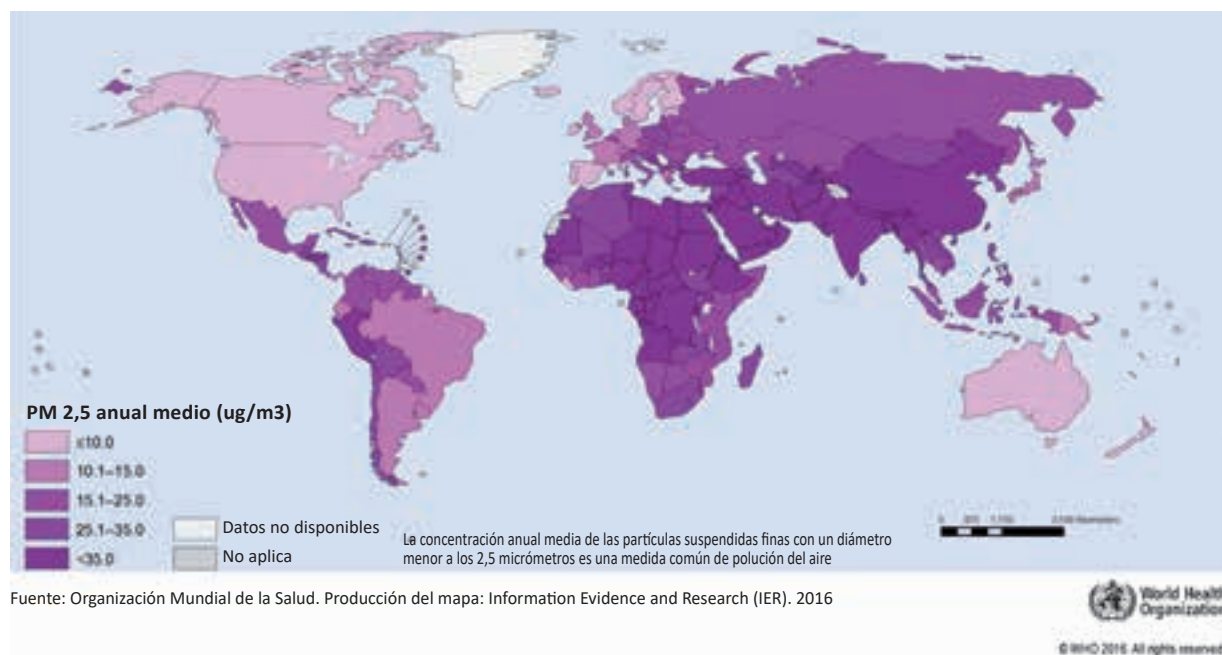 PM 2,5 anual medio (ug/m3)
≤10.0
10.1–15.0
15.1–25.0
25.1–35.0
<35.0
Datos no disponibles
No aplica
La concentración anual media de las partículas suspendidas finas con un diámetro
menor a los 2,5 micrómetros es una medida común de polución del aire
Fuente: Organización Mundial de la Salud. Producción del mapa: Information Evidence and Research (IER). 2016
World Health
Organization
© WHO 2016. All rights reserved